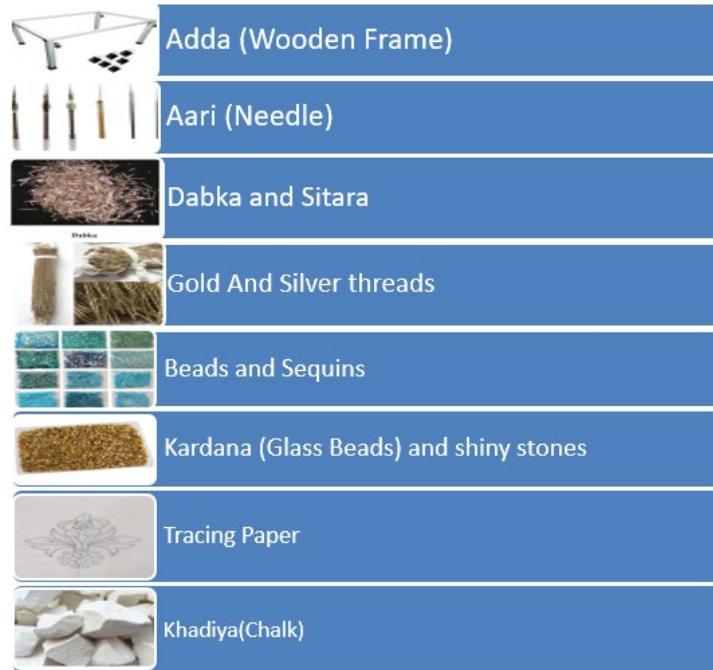 Adda (Wooden Frame)
Aari (Needle)
Dabka and Sitara
Dabka
Gold And Silver threads
Beads and Sequins
Kardana (Glass Beads) and shiny stones
Tracing Paper
Khadiya(Chalk)